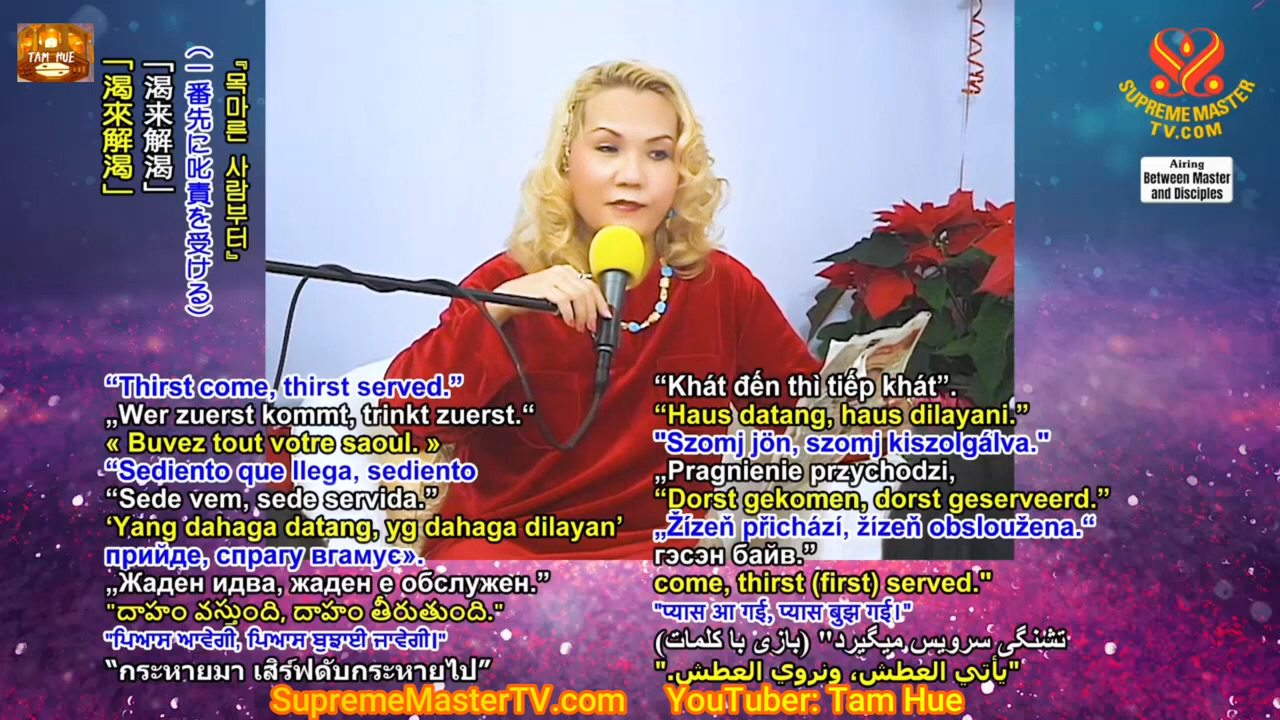 TAM HUE
『목마른 사람부터』
(一番先に叱責を受ける)
「渴来解渴」
「渴來解渴」
SUPREME MASTER
TV.COM
Airing
Between Master
and Disciples
“Thirst come, thirst served.”
„Wer zuerst kommt, trinkt zuerst.“
« Buvez tout votre saoul. »
“Sediento que llega, sediento
“Sede vem, sede servida.”
‘Yang dahaga datang, yg dahaga dilayan’
прийде, спрагу вгамує».
„Жаден идва, жаден е обслужен.”
"దాహం వస్తుంది, దాహం తీరుతుంది."
"ਪਿਆਸ ਆਵੇਗੀ, ਪਿਆਸ ਬੁਝਾਈ ਜਾਵੇਗੀ।"
“กระหายมา เสิร์ฟดับกระหายไป”
“Khát đến thì tiếp khát”.
“Haus datang, haus dilayani.”
"Szomj jön, szomj kiszolgálva."
„Pragnienie przychodzi,
“Dorst gekomen, dorst geserveerd.”
„Žízeň přichází, žízeň obsloužena.“
гэсэн байв.”
come, thirst (first) served."
"प्यास आ गई, प्यास बुझ गई।"
تشنگی سرویس میگیرد" (بازی با کلمات)
"يأتي العطش، ونروي العطش."
SupremeMasterTV.com
YouTuber: Tam Hue